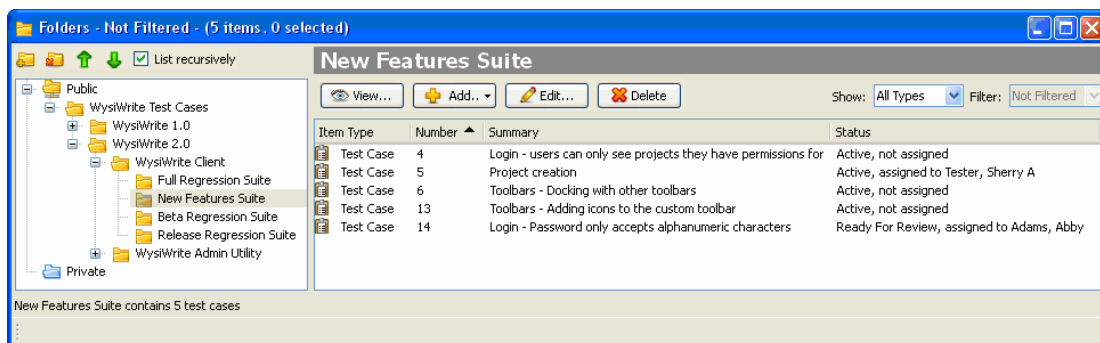 Folders - Not Filtered - (5 items, 0 selected)
List recursively
New Features Suite
Public
WysiWrite Test Cases
WysiWrite 1.0
WysiWrite 2.0
WysiWrite Client
Full Regression Suite
New Features Suite
Beta Regression Suite
Release Regression Suite
WysiWrite Admin Utility
Private
View... Add.. Edit... Delete Show: All Types Filter: Not Filtered
Item Type Number Summary Status
Test Case 4 Login - users can only see projects they have permissions for Active, not assigned
Test Case 5 Project creation Active, assigned to Tester, Sherry A
Test Case 6 Toolbars - Docking with other toolbars Active, not assigned
Test Case 13 Toolbars - Adding icons to the custom toolbar Active, not assigned
Test Case 14 Login - Password only accepts alphanumeric characters Ready For Review, assigned to Adams, Abby
New Features Suite contains 5 test cases